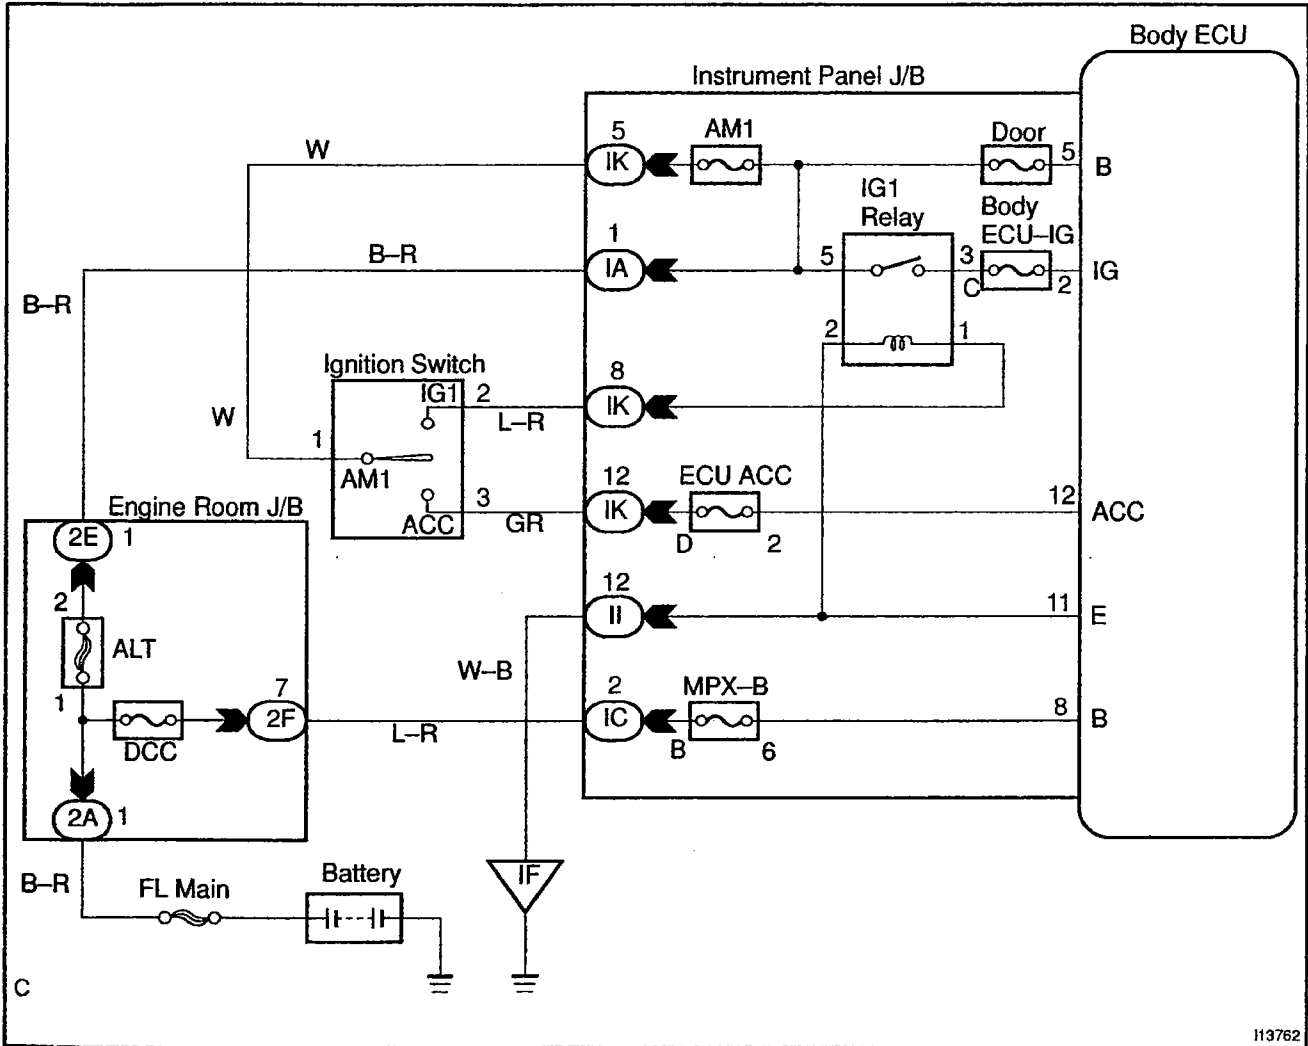 Body ECU
Instrument Panel J/B
5
AM1
Door
W
IK
5
B
IG1
Relay
Body
ECU–IG
1
B–R
IA
5
3
C
2
IG
B–R
2
1
Ignition Switch
8
IG1
2
IK
W
L–R
1
AM1
12
ECU ACC
3
12
ACC
GR
IK
ACC
D
2
Engine Room J/B
2E
1
12
2
II
11
E
ALT
W–B
1
7
2
MPX–B
2F
IC
8
B
DCC
L–R
B
6
2A
1
B–R
FL Main
Battery
IF
C
I13762